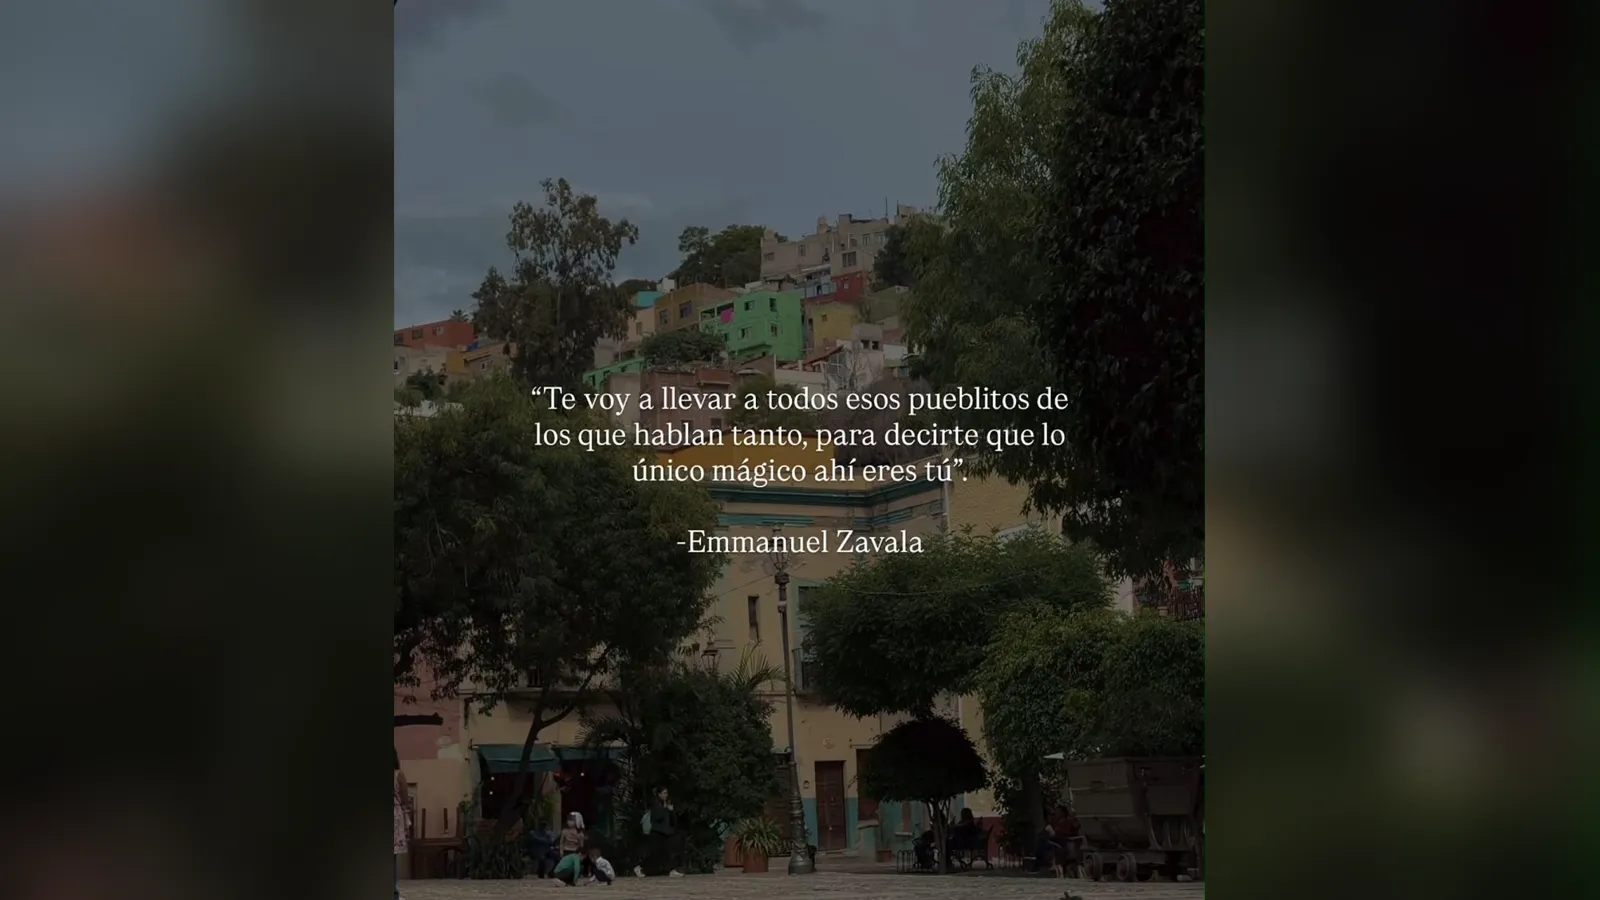 “Te voy a llevar a todos esos pueblitos de
los que hablan tanto, para decirte que lo
único mágico ahí eres tú”.
-Emmanuel Zavala